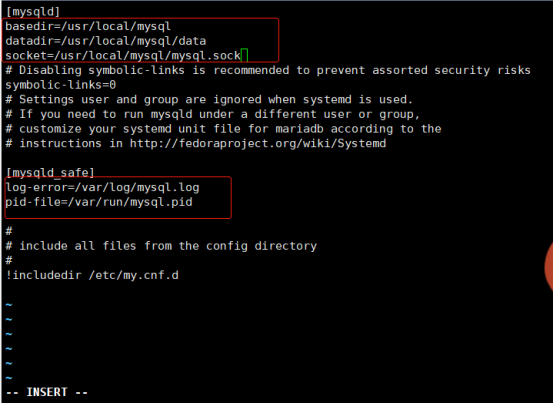 [mysqld]
basedir=/usr/local/mysql
datadir=/usr/local/mysql/data
socket=/usr/local/mysql/mysql.sock
# Disabling symbolic-links is recommended to prevent assorted security risks
symbolic-links=0
# Settings user and group are ignored when systemd is used.
# If you need to run mysqld under a different user or group,
# customize your systemd unit file for mariadb according to the
# instructions in http://fedoraproject.org/wiki/Systemd
[mysqld_safe]
log-error=/var/log/mysql.log
pid-file=/var/run/mysql.pid
#
# include all files from the config directory
#
!includedir /etc/my.cnf.d
~
~
~
~
~
~
-- INSERT --